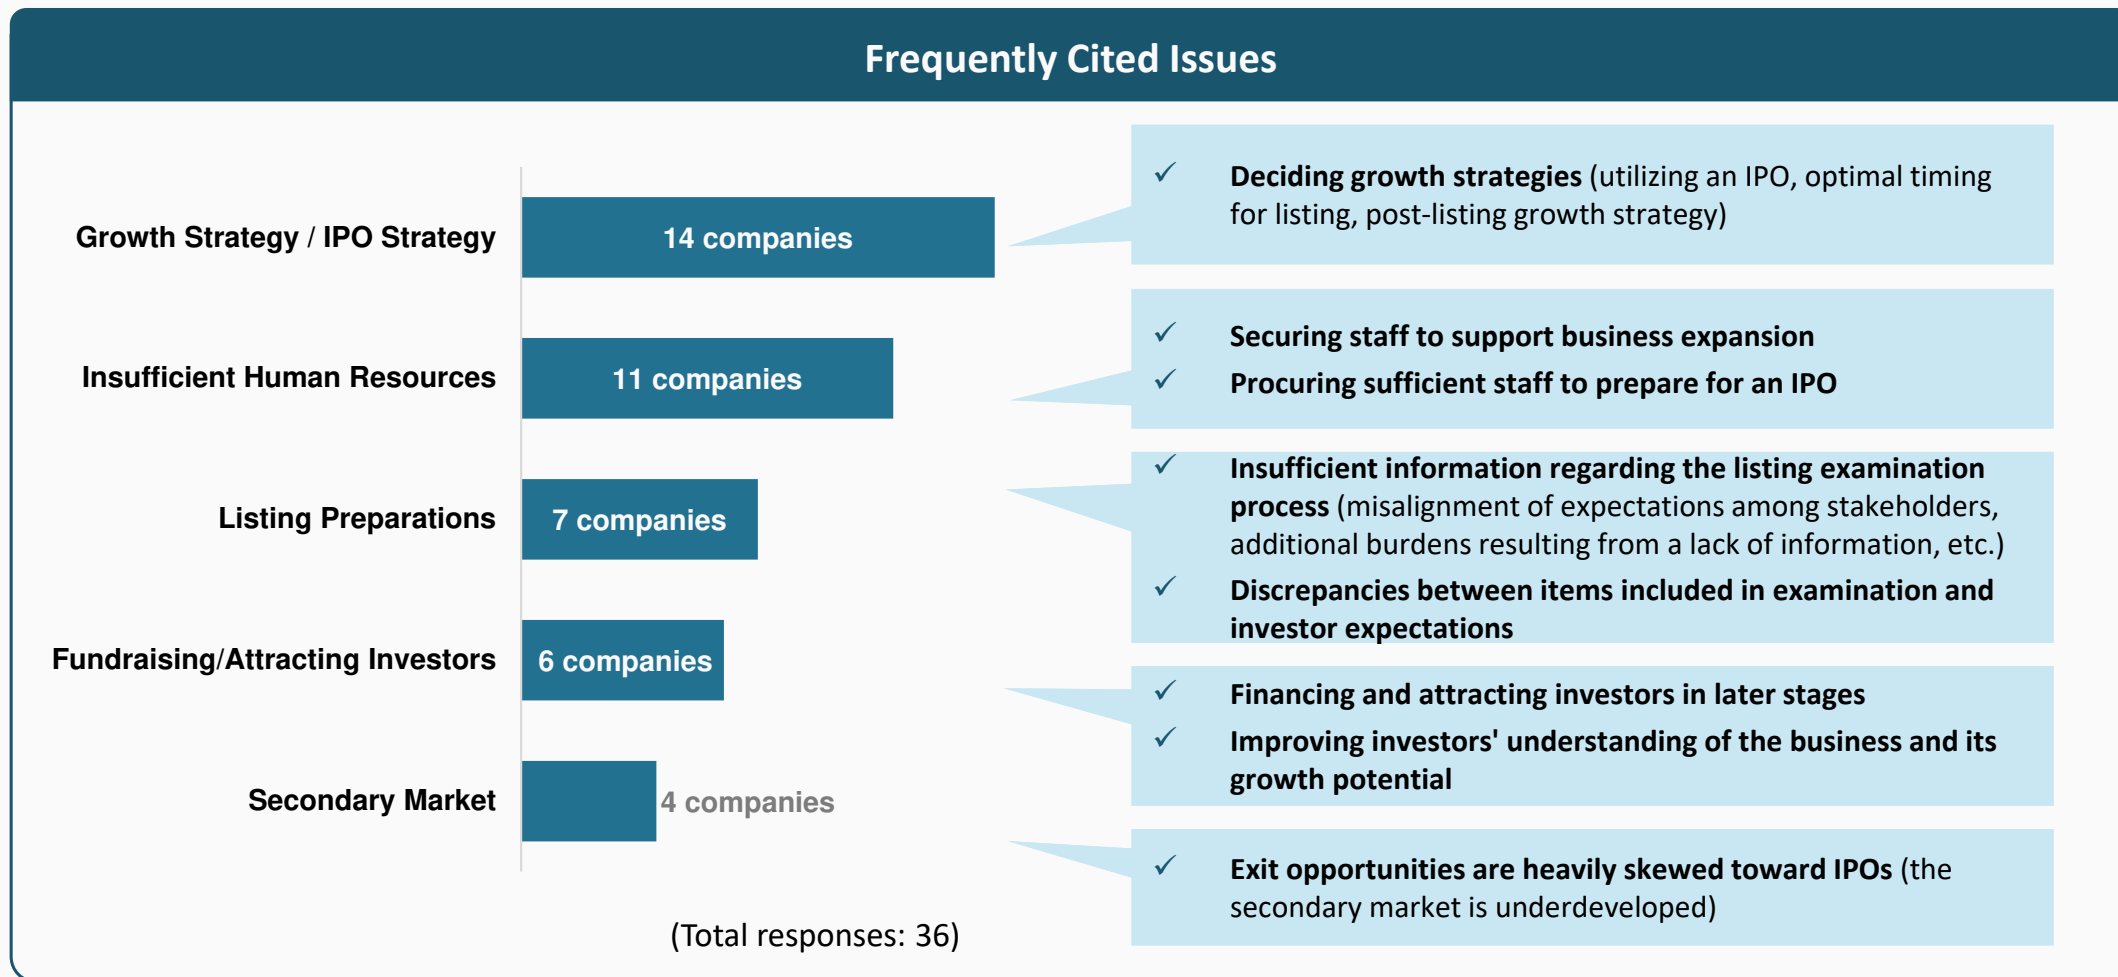 Frequently Cited Issues
Growth Strategy / IPO Strategy
14 companies
✓ Deciding growth strategies (utilizing an IPO, optimal timing
for listing, post-listing growth strategy)
Insufficient Human Resources
11 companies
✓ Securing staff to support business expansion
✓ Procuring sufficient staff to prepare for an IPO
Listing Preparations
7 companies
✓ Insufficient information regarding the listing examination
process (misalignment of expectations among stakeholders,
additional burdens resulting from a lack of information, etc.)
✓ Discrepancies between items included in examination and
investor expectations
Fundraising/Attracting Investors
6 companies
✓ Financing and attracting investors in later stages
✓ Improving investors' understanding of the business and its
growth potential
Secondary Market
4 companies
✓ Exit opportunities are heavily skewed toward IPOs (the
secondary market is underdeveloped)
(Total responses: 36)